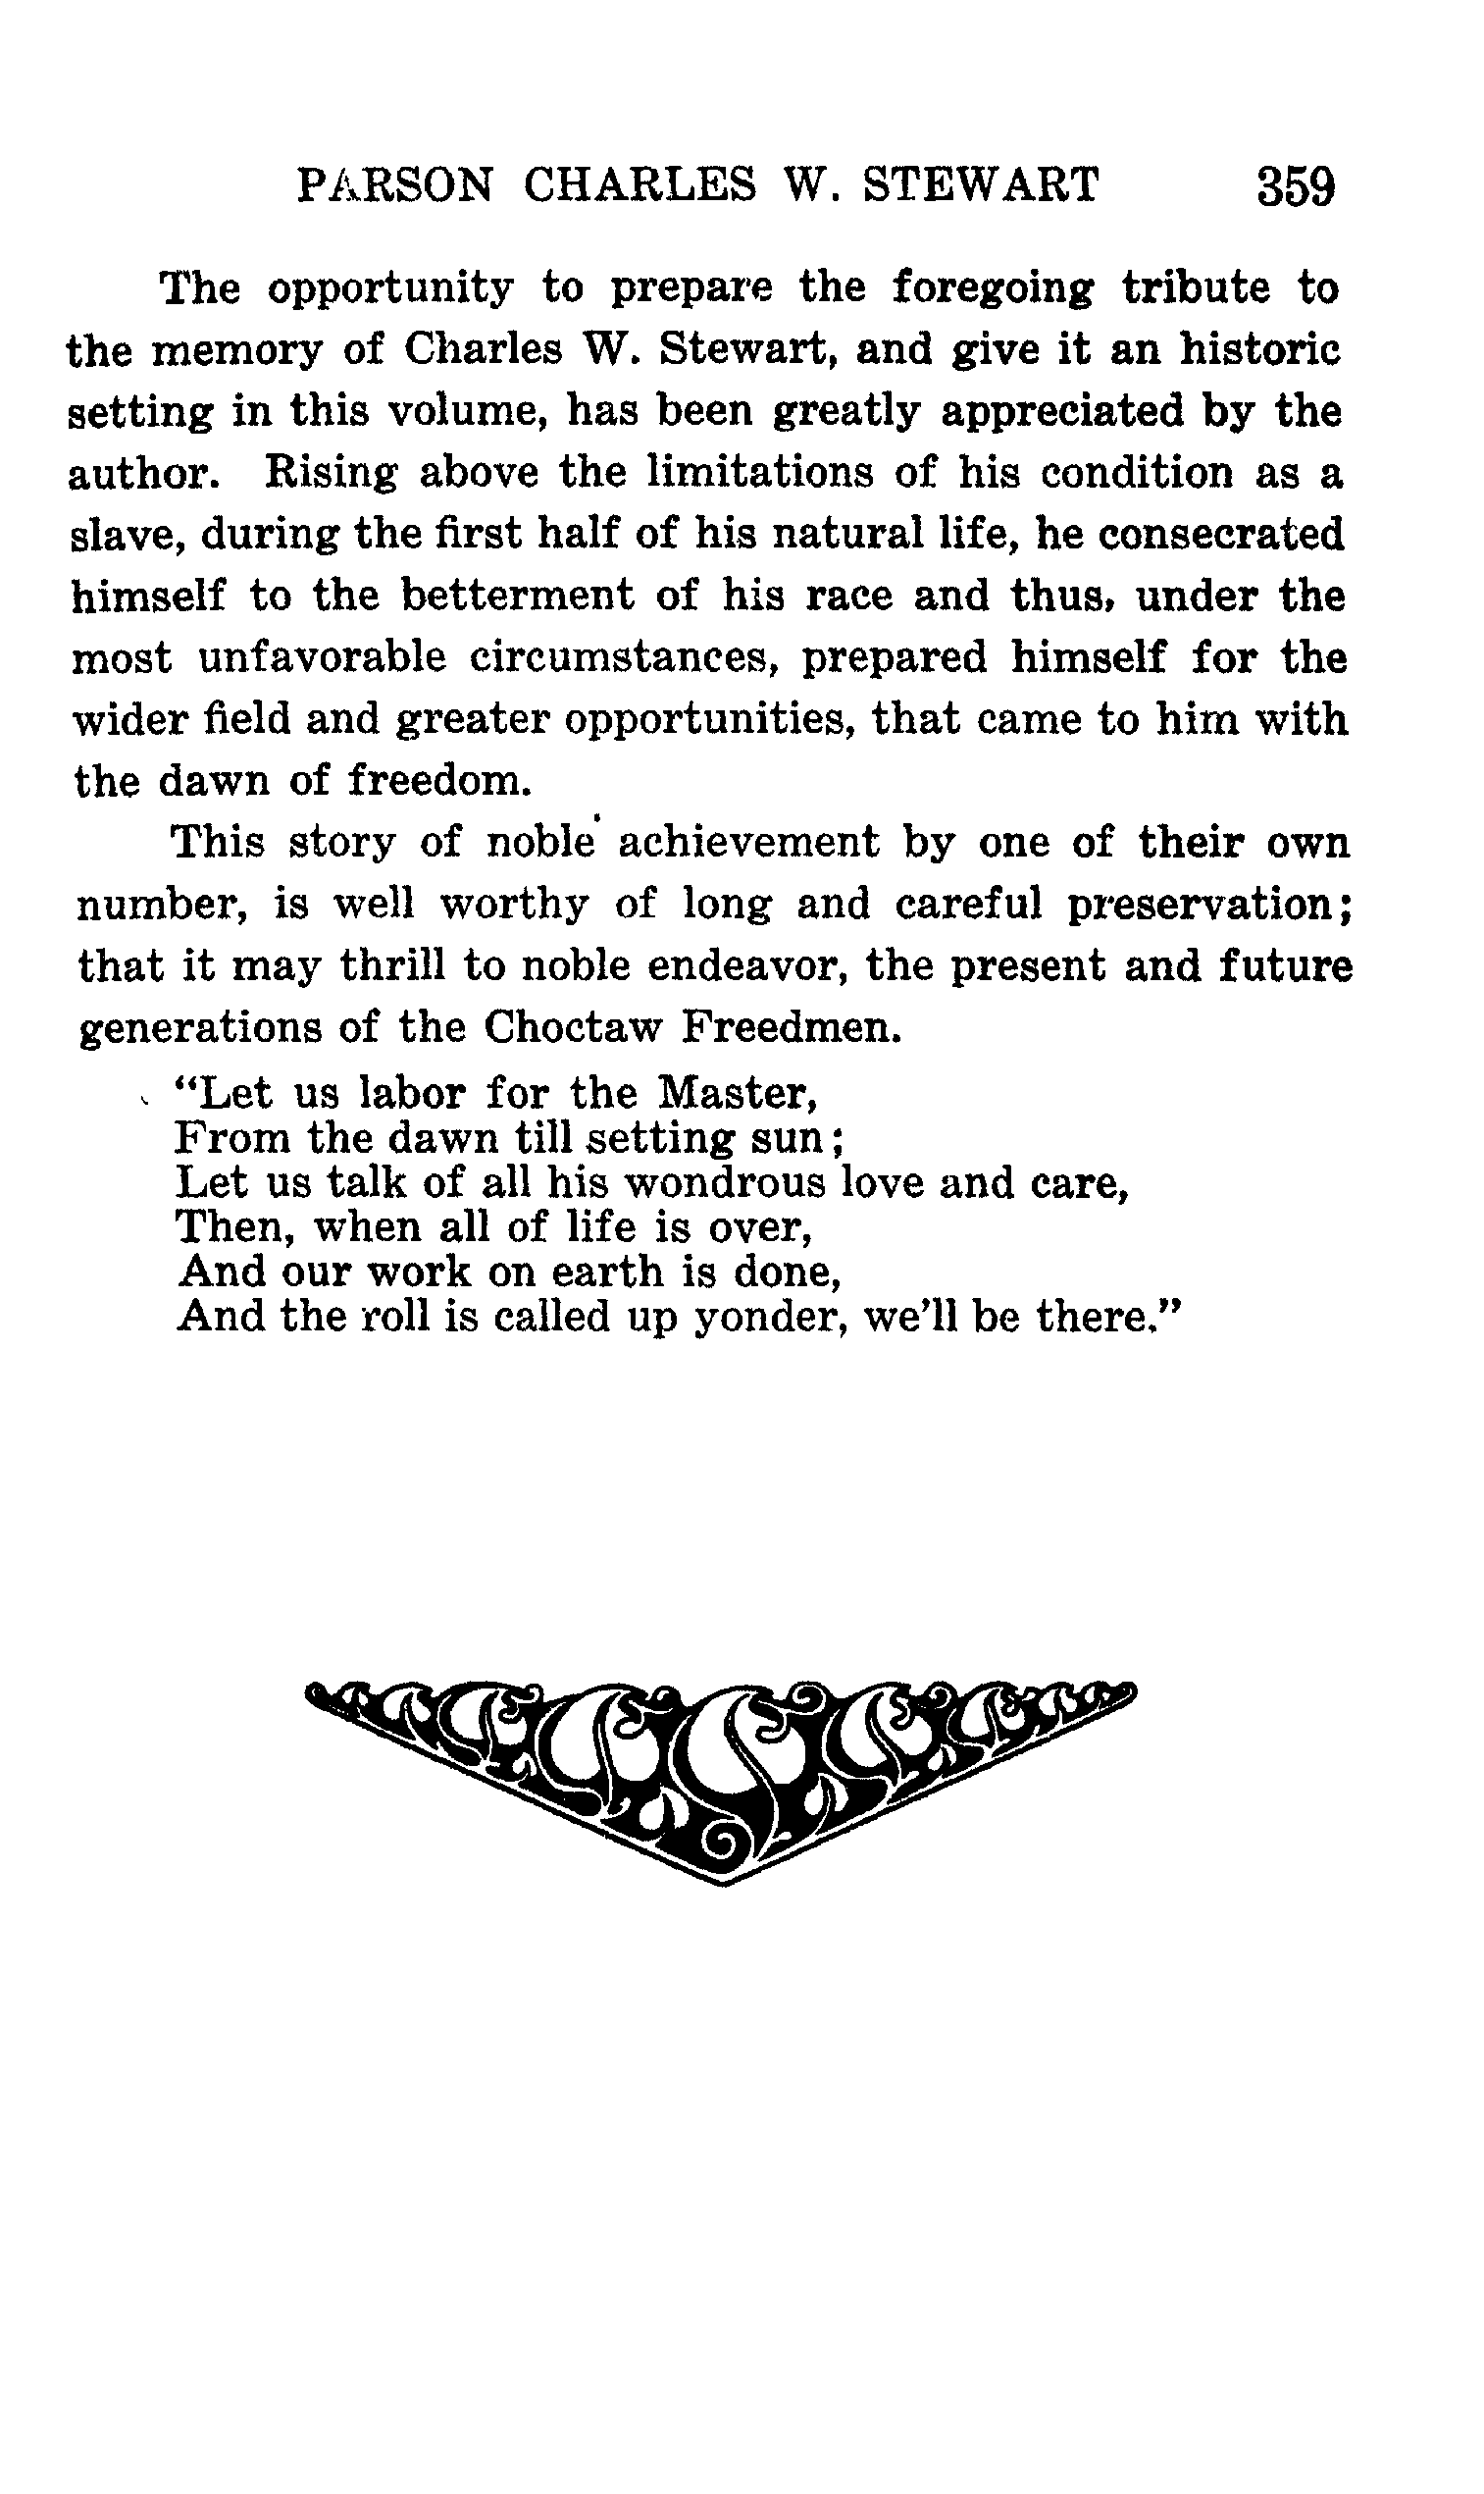 PARSON CHARLES W. STEWART 359
The opportunity to prepare the foregoing tribute to
the memory of Charles W. Stewart, and give it an historic
setting in this volume, has been greatly appreciated by the
author. Rising above the limitations of his condition as a
slave, during the first half of his natural life, he consecrated
himself to the betterment of his race and thus, under the
most unfavorable circumstances, prepared himself for the
wider field and greater opportunities, that came to him with
the dawn of freedom.
This story of noble achievement by one of their own
number, is well worthy of long and careful preservation;
that it may thrill to noble endeavor, the present and future
generations of the Choctaw Freedmen.
“Let us labor for the Master,
From the dawn till setting sun;
Let us talk of all his wondrous love and care,
Then, when all of life is over,
And our work on earth is done,
And the roll is called up yonder, we’ll be there.”